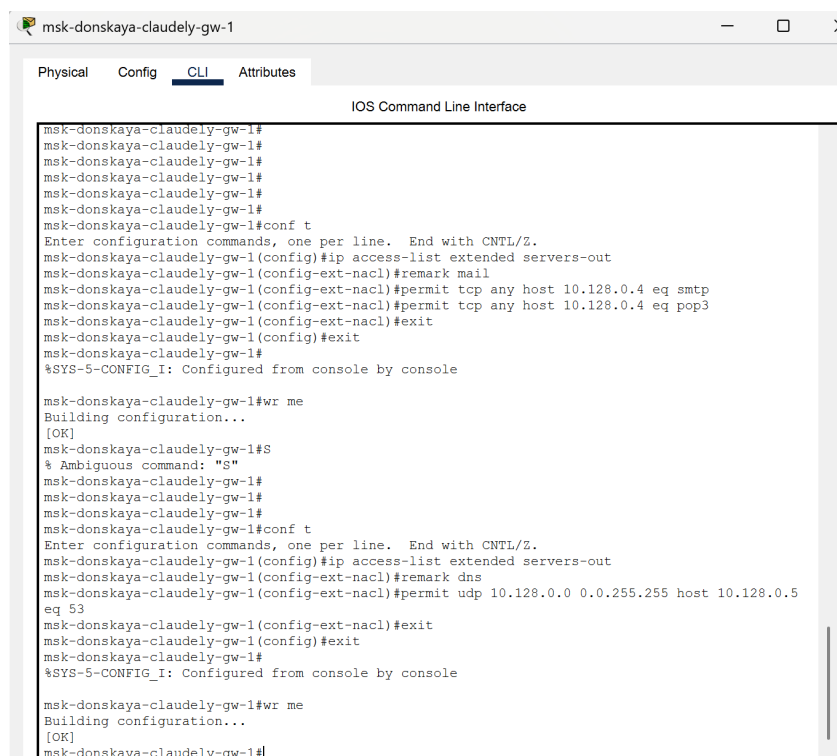 msk-donskaya-claudely-gw-1
Physical Config CLI Attributes
IOS Command Line Interface
msk-donskaya-claudely-gw-1#
msk-donskaya-claudely-gw-1#
msk-donskaya-claudely-gw-1#
msk-donskaya-claudely-gw-1#
msk-donskaya-claudely-gw-1#
msk-donskaya-claudely-gw-1#
msk-donskaya-claudely-gw-1#conf t
Enter configuration commands, one per line.  End with CNTL/Z.
msk-donskaya-claudely-gw-1(config)#ip access-list extended servers-out
msk-donskaya-claudely-gw-1(config-ext-nacl)#remark mail
msk-donskaya-claudely-gw-1(config-ext-nacl)#permit tcp any host 10.128.0.4 eq smtp
msk-donskaya-claudely-gw-1(config-ext-nacl)#permit tcp any host 10.128.0.4 eq pop3
msk-donskaya-claudely-gw-1(config-ext-nacl)#exit
msk-donskaya-claudely-gw-1(config)#exit
msk-donskaya-claudely-gw-1#
%SYS-5-CONFIG_I: Configured from console by console
msk-donskaya-claudely-gw-1#wr me
Building configuration...
[OK]
msk-donskaya-claudely-gw-1#S
% Ambiguous command: "S"
msk-donskaya-claudely-gw-1#
msk-donskaya-claudely-gw-1#
msk-donskaya-claudely-gw-1#
msk-donskaya-claudely-gw-1#conf t
Enter configuration commands, one per line.  End with CNTL/Z.
msk-donskaya-claudely-gw-1(config)#ip access-list extended servers-out
msk-donskaya-claudely-gw-1(config-ext-nacl)#remark dns
msk-donskaya-claudely-gw-1(config-ext-nacl)#permit udp 10.128.0.0 0.0.255.255 host 10.128.0.5
eq 53
msk-donskaya-claudely-gw-1(config-ext-nacl)#exit
msk-donskaya-claudely-gw-1(config)#exit
msk-donskaya-claudely-gw-1#
%SYS-5-CONFIG_I: Configured from console by console
msk-donskaya-claudely-gw-1#wr me
Building configuration...
[OK]
msk-donskaya-claudely-gw-1#